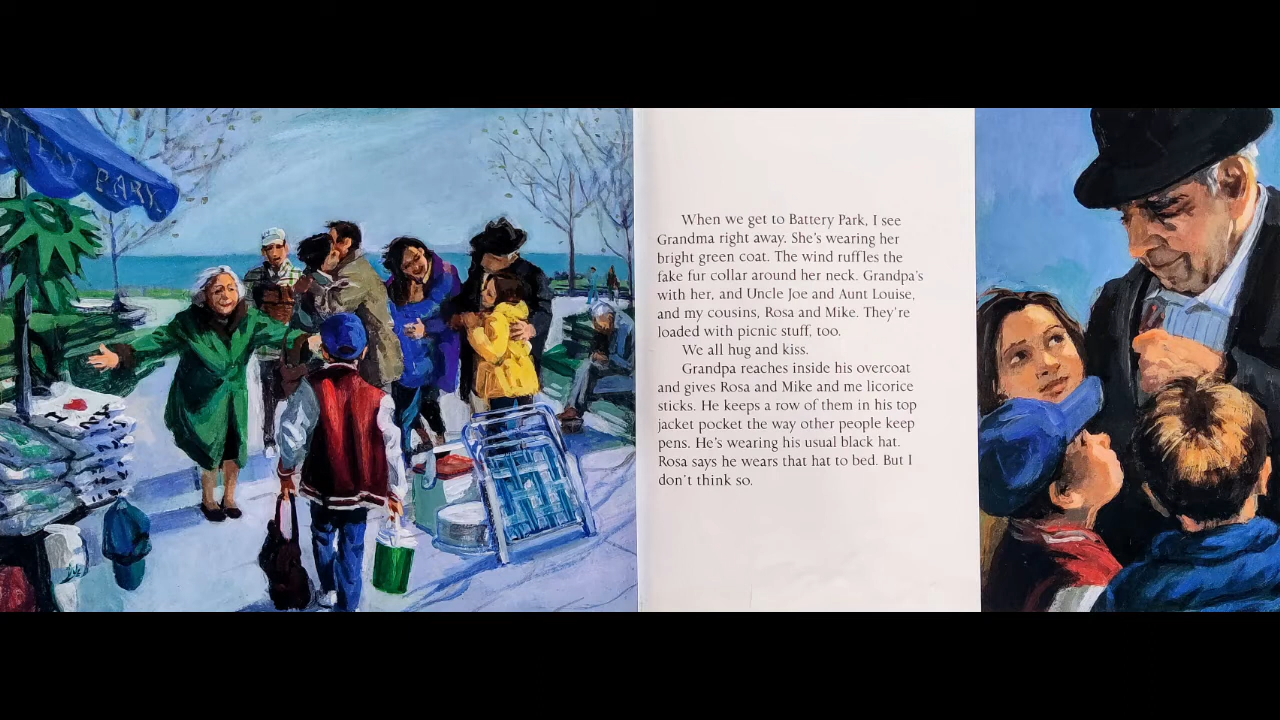 TTERY PARK
I
When we get to Battery Park, I see
Grandma right away. She's wearing her
bright green coat. The wind ruffles the
fake fur collar around her neck. Grandpa's
with her, and Uncle Joe and Aunt Louise,
and my cousins, Rosa and Mike. They're
loaded with picnic stuff, too.
We all hug and kiss.
Grandpa reaches inside his overcoat
and gives Rosa and Mike and me licorice
sticks. He keeps a row of them in his top
jacket pocket the way other people keep
pens. He's wearing his usual black hat.
Rosa says he wears that hat to bed. But I
don't think so.